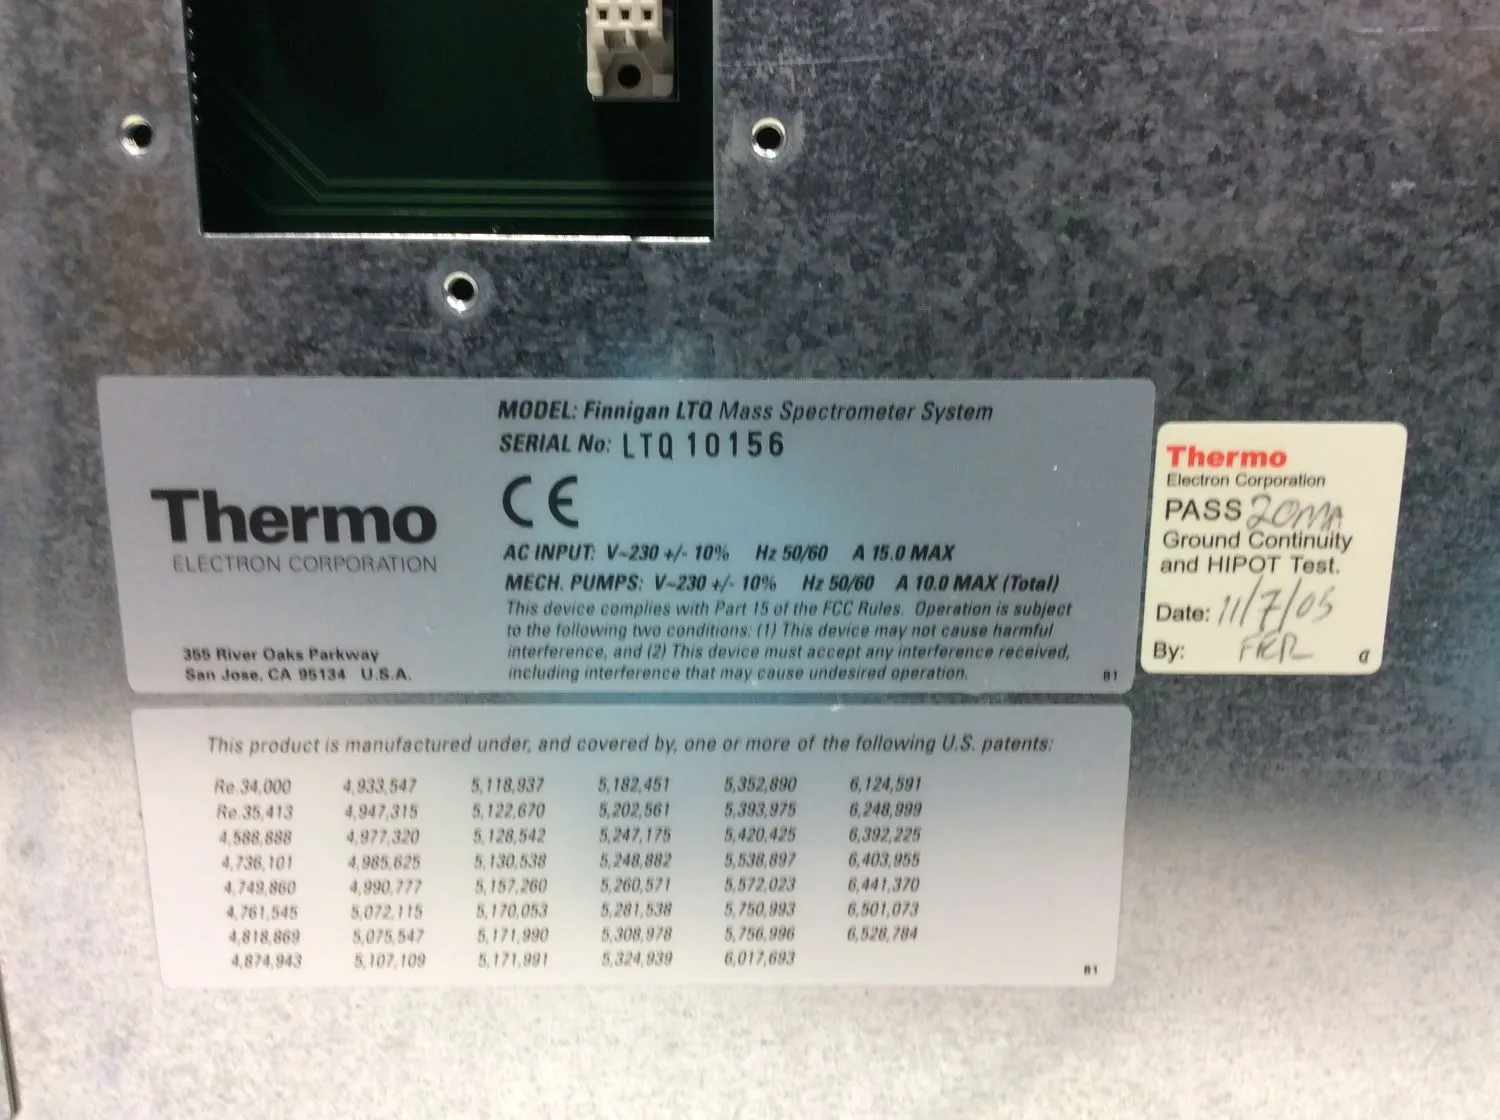 MODEL: Finnigan LTQ Mass Spectrometer System
SERIAL No: LTQ 10156
CE
Thermo
ELECTRON CORPORATION
AC INPUT: V~230 +/- 10% Hz 50/60 A 15.0 MAX
MECH. PUMPS: V~230 +/- 10% Hz 50/60 A 10.0 MAX (Total)
This device complies with Part 15 of the FCC Rules. Operation is subject
to the following two conditions: (1) This device may not cause harmful
interference, and (2) This device must accept any interference received,
including interference that may cause undesired operation.
355 River Oaks Parkway
San Jose, CA 95134 U.S.A.
B1
Thermo
Electron Corporation
PASS 20MA
Ground Continuity
and HIPOT Test.
Date: 11/7/05
By:
This product is manufactured under, and covered by, one or more of the following U.S. patents:
Re.34,000 4,933,547 5,118,937 5,182,451 5,352,890 6,124,591
Re.35,413 4,947,315 5,122,670 5,202,561 5,393,975 6,248,999
4,588,888 4,977,320 5,128,542 5,247,175 5,420,425 6,392,225
4,736,101 4,985,625 5,130,538 5,248,882 5,538,897 6,403,955
4,749,860 4,990,777 5,157,260 5,260,571 5,572,023 6,441,370
4,761,545 5,072,115 5,170,053 5,281,538 5,750,993 6,501,073
4,818,869 5,075,547 5,171,990 5,308,978 5,756,996 6,528,784
4,874,943 5,107,109 5,171,991 5,324,939 6,017,693
B1